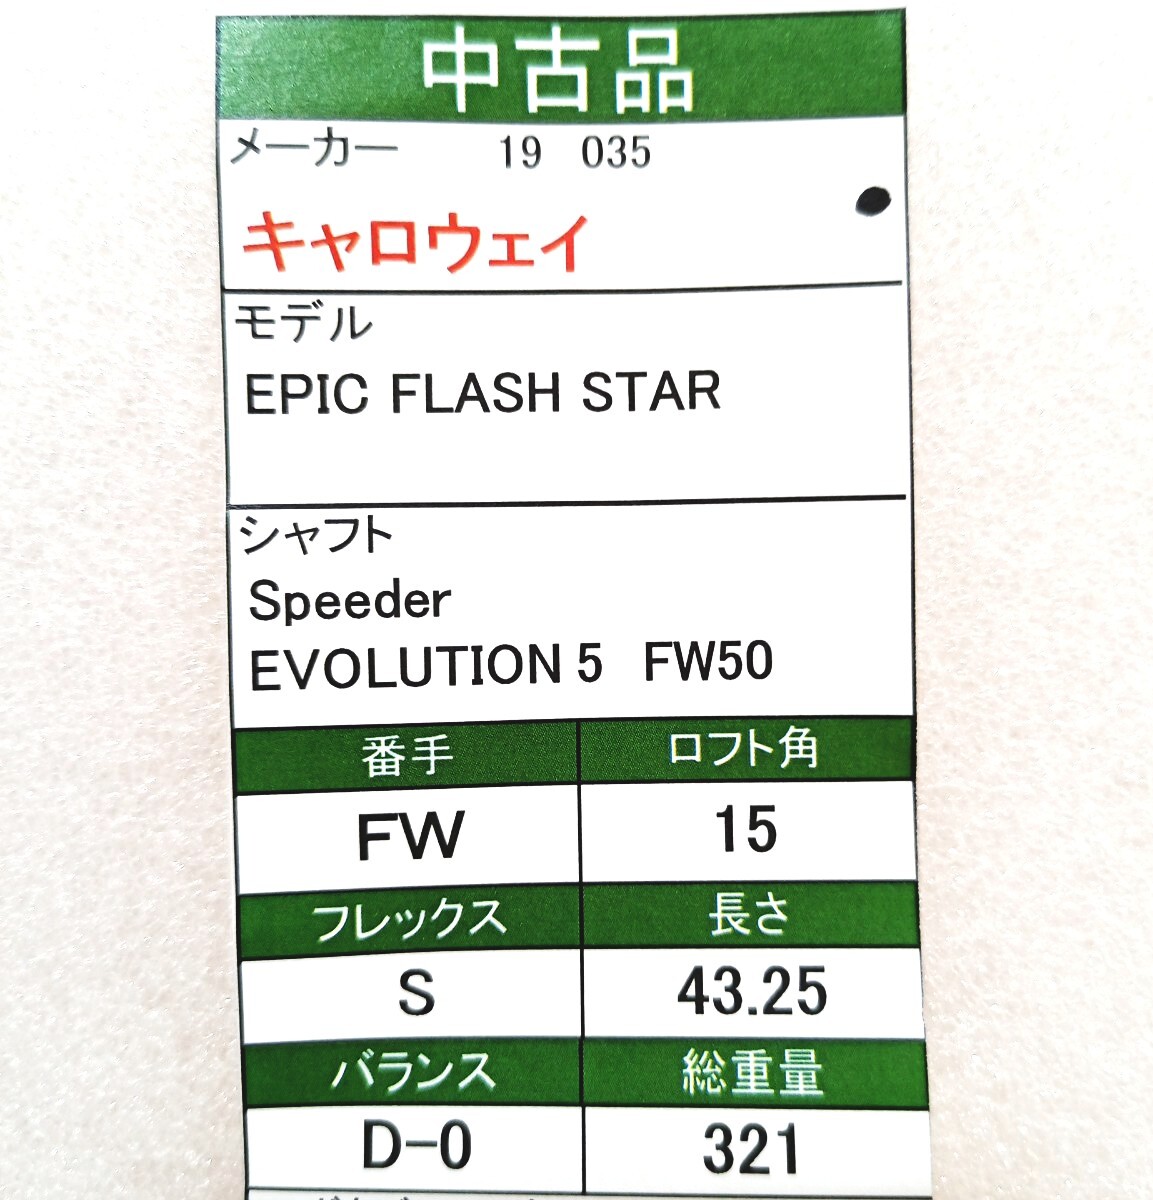 中古品
メーカー 19 035
キャロウェイ
モデル
EPIC FLASH STAR
シャフト
Speeder
EVOLUTION 5 FW50
番手 ロフト角
FW 15
フレックス 長さ
S 43.25
バランス 総重量
D-0 321